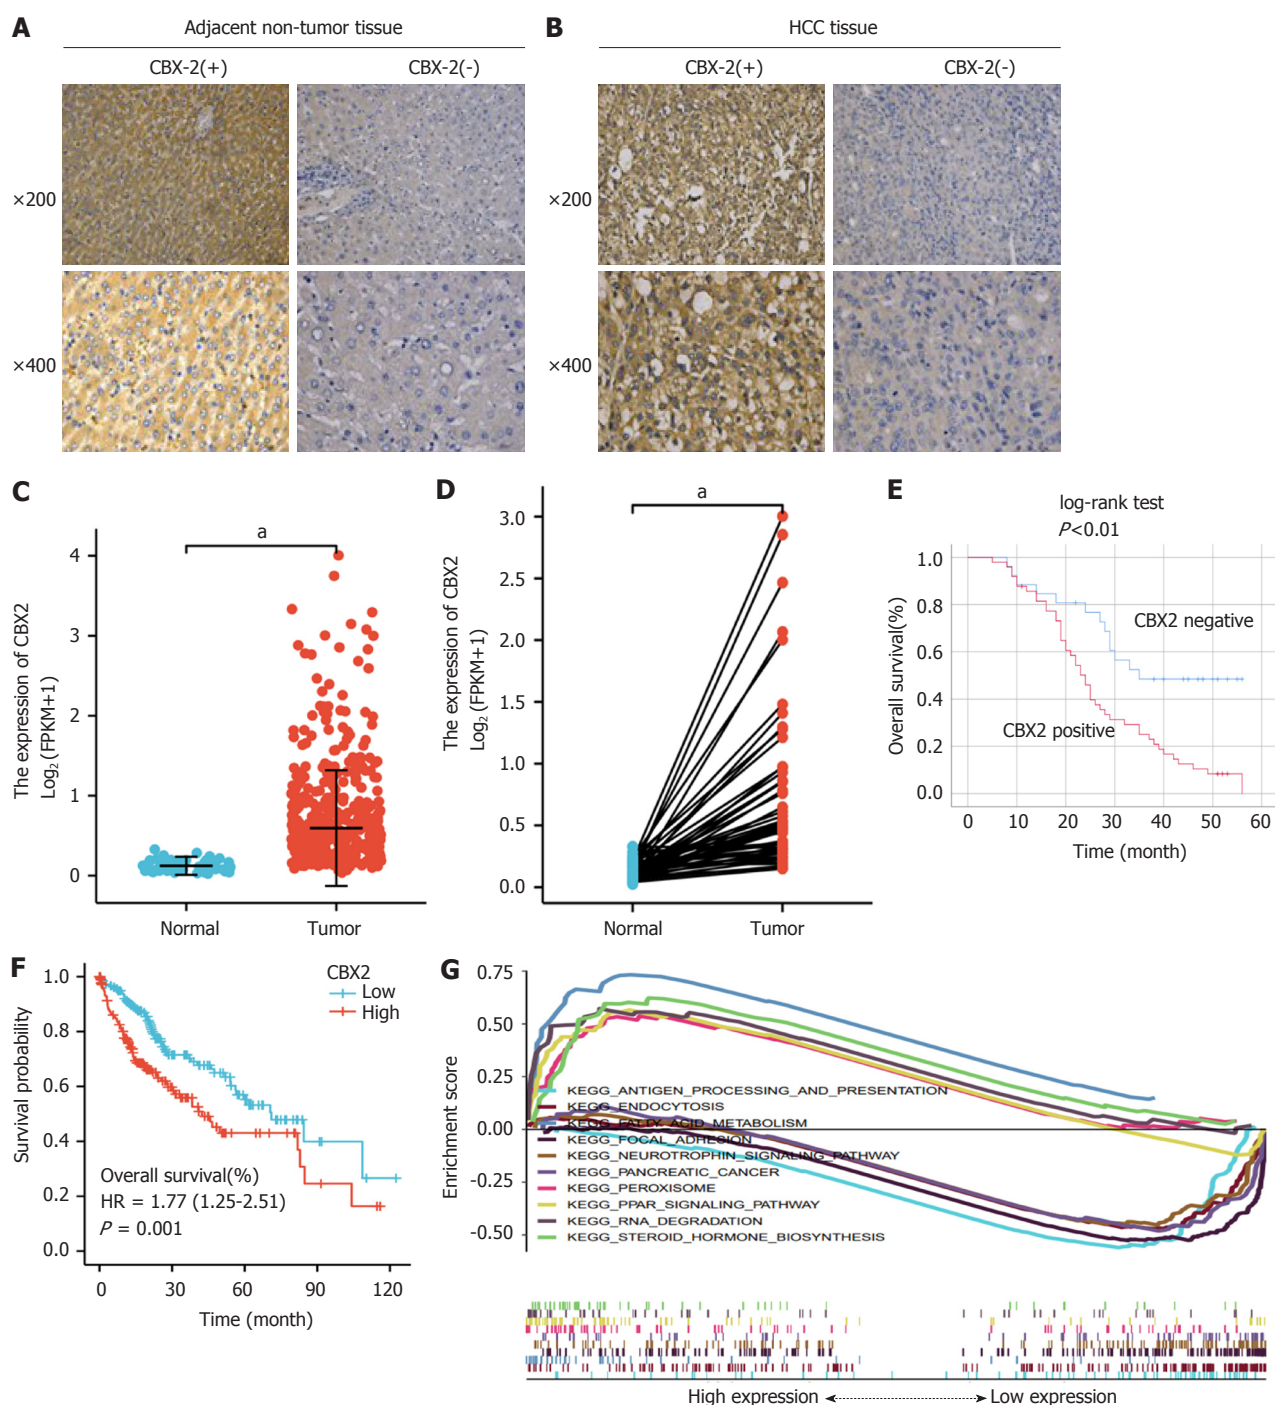 A
Adjacent non-tumor tissue
CBX-2(+)
CBX-2(-)
×200
×400
B
HCC tissue
CBX-2(+)
CBX-2(-)
×200
×400
C
The expression of CBX2
Log₂ (FPKM+1)
a
4
3
2
1
0
Normal
Tumor
D
The expression of CBX2
Log₂ (FPKM+1)
a
3.0
2.5
2.0
1.5
1.0
0.5
0.0
Normal
Tumor
E
log-rank test
P<0.01
Overall survival(%)
1.0
0.8
0.6
0.4
0.2
0.0
CBX2 negative
CBX2 positive
0 10 20 30 40 50 60
Time (month)
F
Survival probability
1.0
0.8
0.6
0.4
0.2
0.0
CBX2
Low
High
Overall survival(%)
HR = 1.77 (1.25-2.51)
P = 0.001
0 30 60 90 120
Time (month)
G
Enrichment score
0.75
0.50
0.25
0.00
-0.25
-0.50
KEGG_ANTIGEN_PROCESSING_AND_PRESENTATION
KEGG_ENDOCYTOSIS
KEGG_FALTY_ACID_METABOLISM
KEGG_FOCAL_ADHESION
KEGG_NEUROTROPHIN_SIGNALING_PATHWAY
KEGG_PANCREATIC_CANCER
KEGG_PEROXISOME
KEGG_PPAR_SIGNALING_PATHWAY
KEGG_RNA_DEGRADATION
KEGG_STEROID_HORMONE_BIOSYNTHESIS
High expression
Low expression